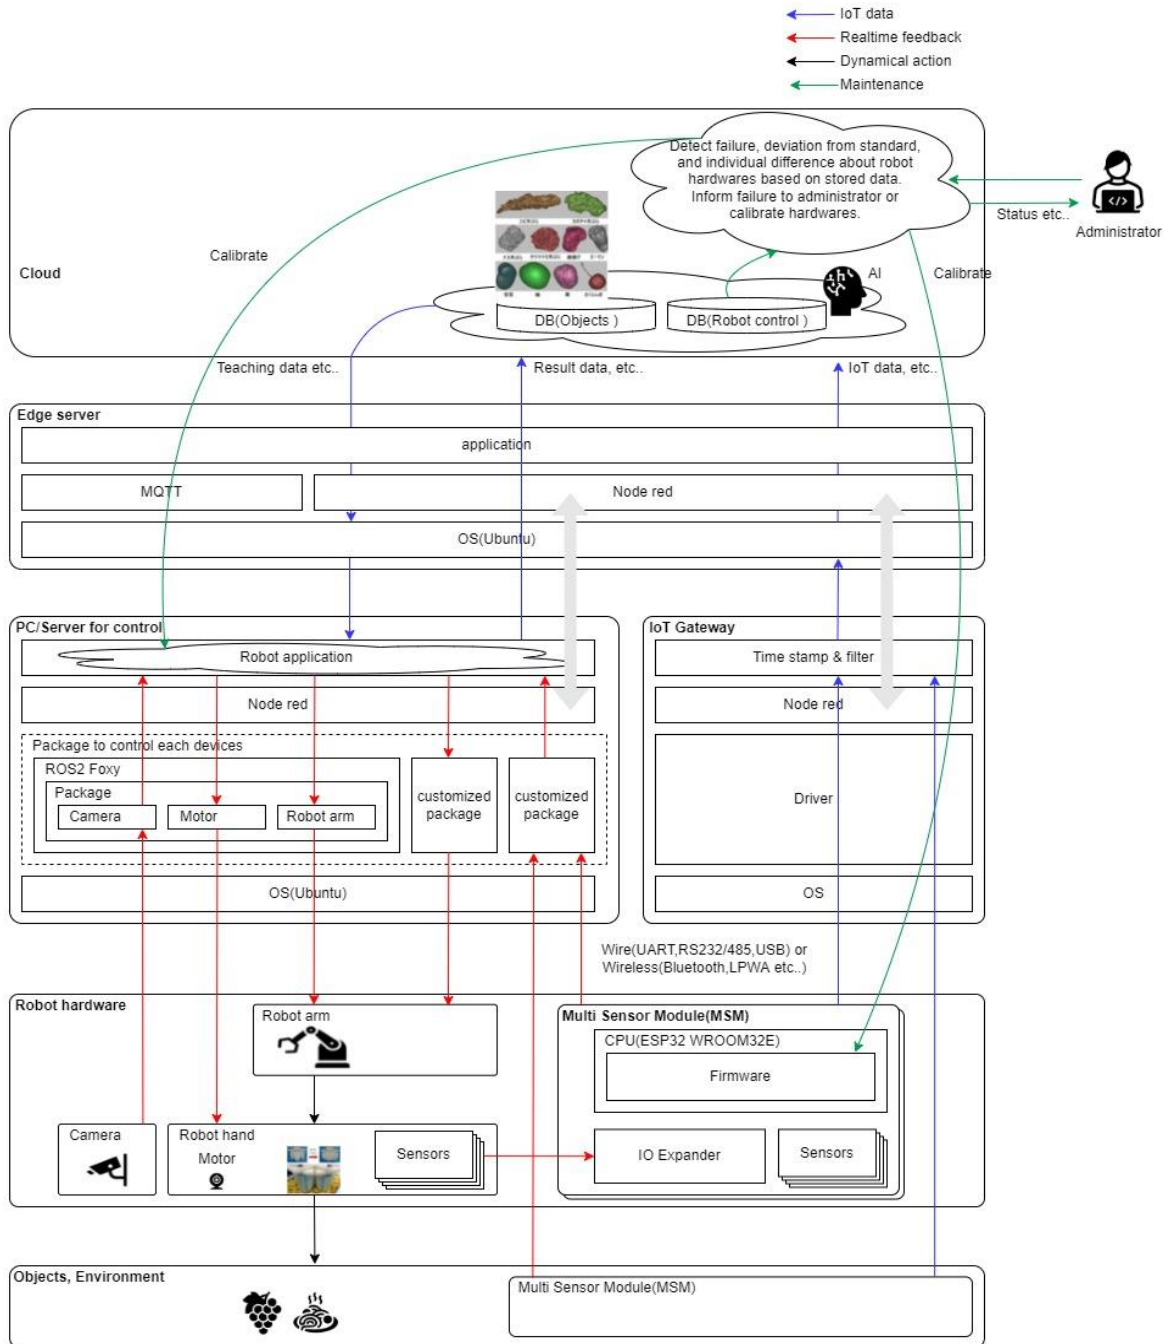 IoT data
Realtime feedback
Dynamical action
Maintenance
Detect failure, deviation from standard,
and individual difference about robot
hardwares based on stored data.
Inform failure to administrator or
calibrate hardwares.
Status etc..
Administrator
Calibrate
Calibrate
Cloud
AI
DB(Objects )
DB(Robot control )
Teaching data etc..
Result data, etc..
IoT data, etc..
Edge server
application
MQTT
Node red
OS(Ubuntu)
PC/Server for control
Robot application
Node red
Package to control each devices
ROS2 Foxy
Package
Camera
Motor
Robot arm
customized
package
customized
package
OS(Ubuntu)
IoT Gateway
Time stamp & filter
Node red
Driver
OS
Wire(UART,RS232/485,USB) or
Wireless(Bluetooth,LPWA etc..)
Robot hardware
Robot arm
Camera
Robot hand
Motor
Sensors
Multi Sensor Module(MSM)
CPU(ESP32 WROOM32E)
Firmware
IO Expander
Sensors
Objects, Environment
Multi Sensor Module(MSM)